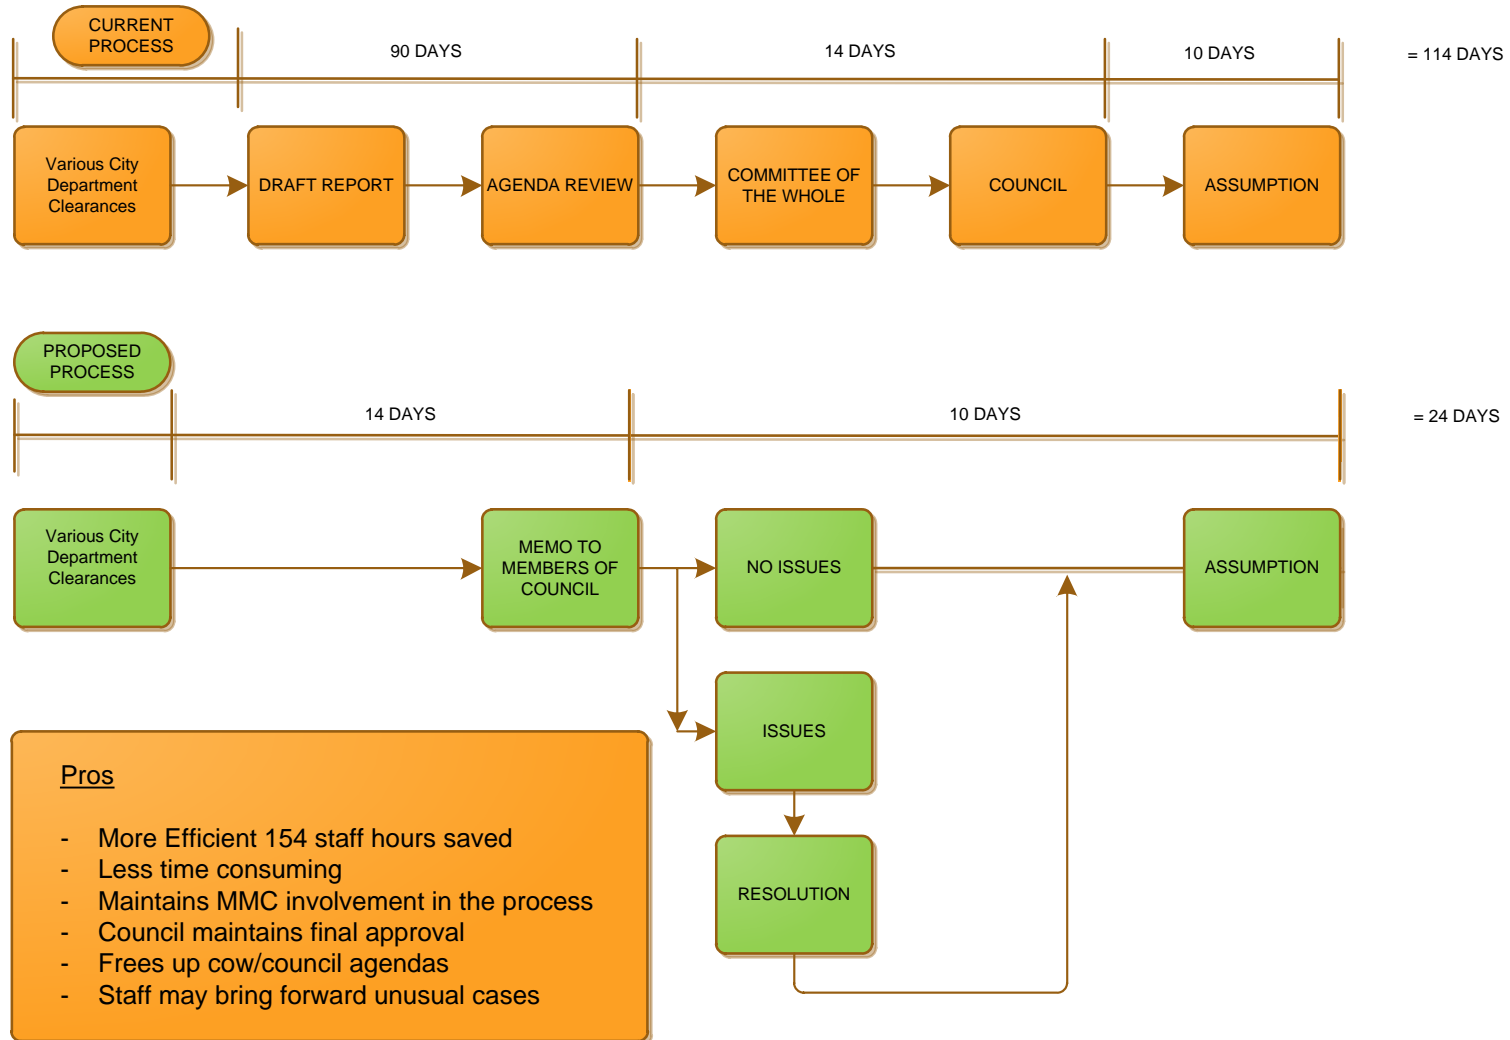 CURRENT
PROCESS
90 DAYS
14 DAYS
10 DAYS
= 114 DAYS
Various City
Department
Clearances
DRAFT REPORT
AGENDA REVIEW
COMMITTEE OF
THE WHOLE
COUNCIL
ASSUMPTION
PROPOSED
PROCESS
14 DAYS
10 DAYS
= 24 DAYS
Various City
Department
Clearances
MEMO TO
MEMBERS OF
COUNCIL
NO ISSUES
ASSUMPTION
ISSUES
RESOLUTION
Pros
- More Efficient 154 staff hours saved
- Less time consuming
- Maintains MMC involvement in the process
- Council maintains final approval
- Frees up cow/council agendas
- Staff may bring forward unusual cases